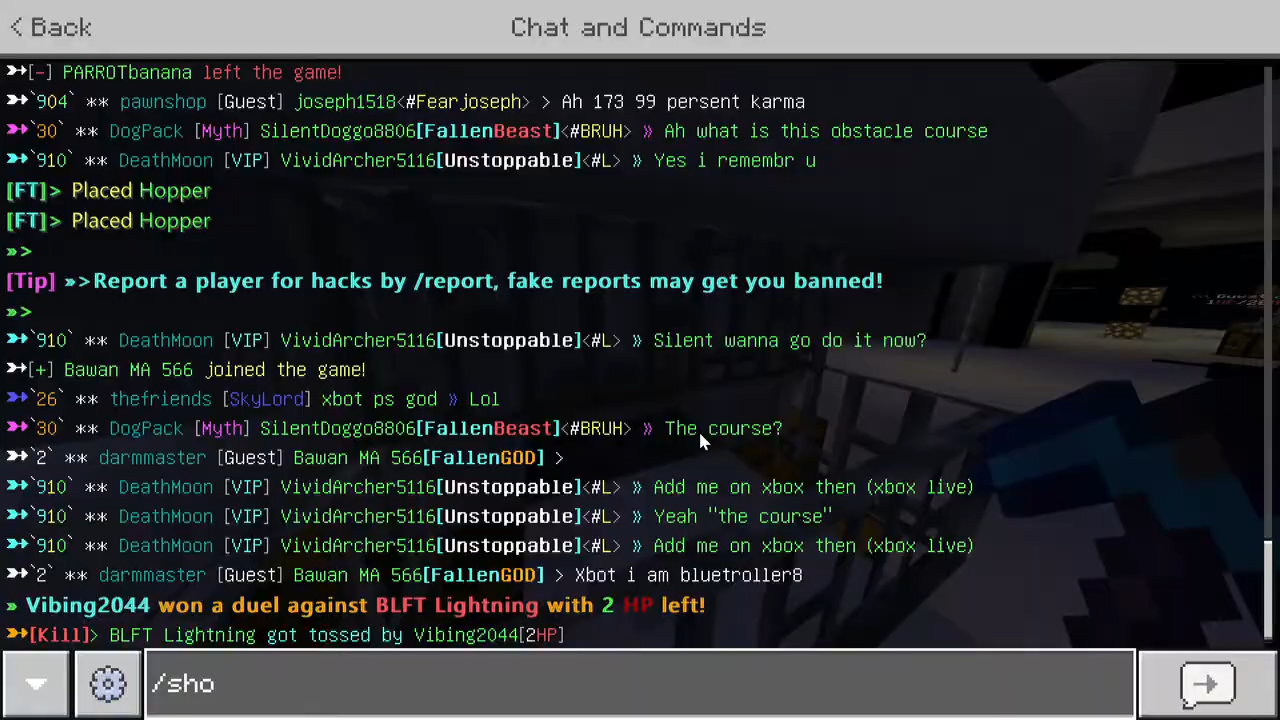 < Back
Chat and Commands
➳[-] PARROTbanana left the game!
➳`904` ** pawnshop [Guest] joseph1518<#Fearjoseph> > Ah 173 99 persent karma
➳`30` ** DogPack [Myth] SilentDoggo8806[FallenBeast]<#BRUH> » Ah what is this obstacle course
➳`910` ** DeathMoon [VIP] VividArcher5116[Unstoppable]<#L> » Yes i remembr u
[FT]> Placed Hopper
[FT]> Placed Hopper
»>
[Tip] »>Report a player for hacks by /report, fake reports may get you banned!
»>
➳`910` ** DeathMoon [VIP] VividArcher5116[Unstoppable]<#L> » Silent wanna go do it now?
➳[+] Bawan MA 566 joined the game!
➳`26` ** thefriends [SkyLord] xbot ps god » Lol
➳`30` ** DogPack [Myth] SilentDoggo8806[FallenBeast]<#BRUH> » The course?
➳`2` ** darmmaster [Guest] Bawan MA 566[FallenGOD] >
➳`910` ** DeathMoon [VIP] VividArcher5116[Unstoppable]<#L> » Add me on xbox then (xbox live)
➳`910` ** DeathMoon [VIP] VividArcher5116[Unstoppable]<#L> » Yeah "the course"
➳`910` ** DeathMoon [VIP] VividArcher5116[Unstoppable]<#L> » Add me on xbox then (xbox live)
➳`2` ** darmmaster [Guest] Bawan MA 566[FallenGOD] > Xbot i am bluetroller8
» Vibing2044 won a duel against BLFT Lightning with 2 HP left!
➳[Kill]> BLFT Lightning got tossed by Vibing2044[2HP]
/sho